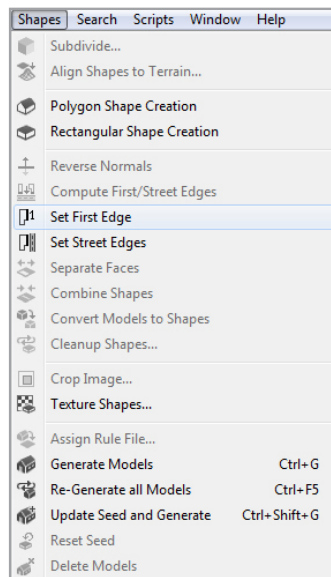 Shapes Search Scripts Window Help
Subdivide...
Align Shapes to Terrain...
Polygon Shape Creation
Rectangular Shape Creation
Reverse Normals
Compute First/Street Edges
Set First Edge
Set Street Edges
Separate Faces
Combine Shapes
Convert Models to Shapes
Cleanup Shapes...
Crop Image...
Texture Shapes...
Assign Rule File...
Generate Models Ctrl+G
Re-Generate all Models Ctrl+F5
Update Seed and Generate Ctrl+Shift+G
Reset Seed
Delete Models